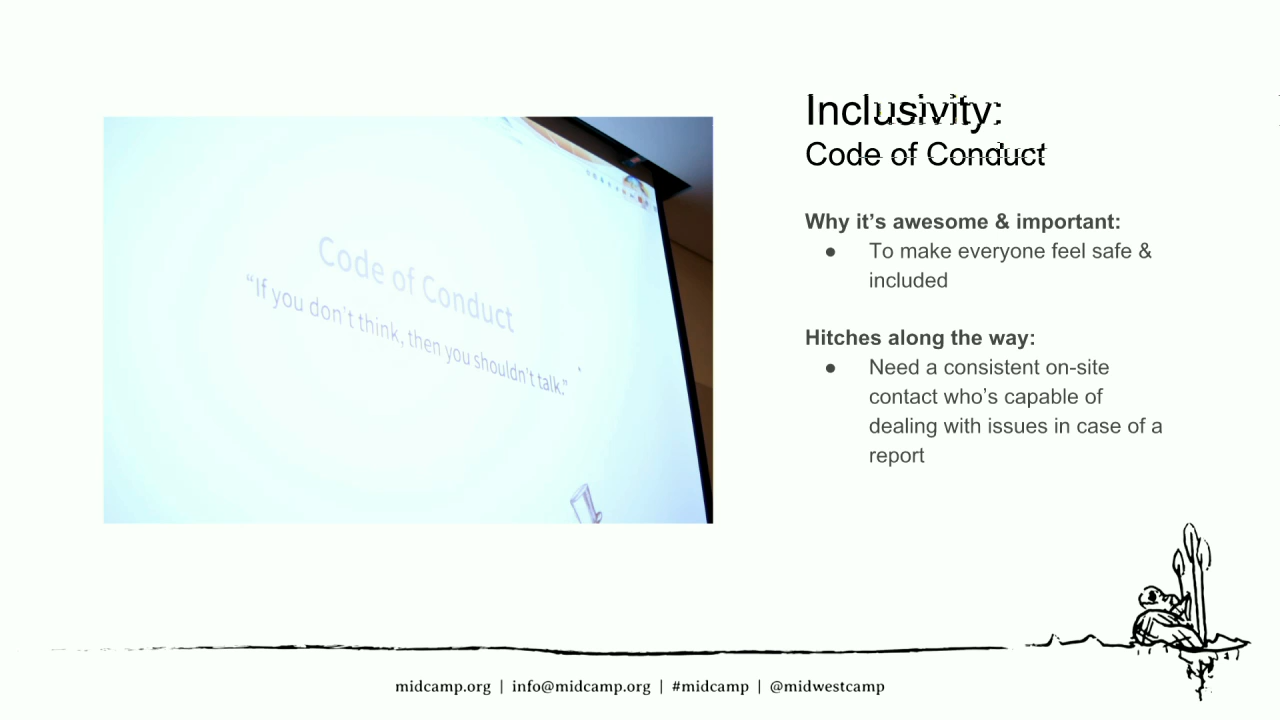 Inclusivity:
Code of Conduct
Code of Conduct
“If you don’t think, then you shouldn’t talk.”
Why it’s awesome & important:
● To make everyone feel safe &
included
Hitches along the way:
● Need a consistent on-site
contact who’s capable of
dealing with issues in case of a
report
midcamp.org | info@midcamp.org | #midcamp | @midwestcamp